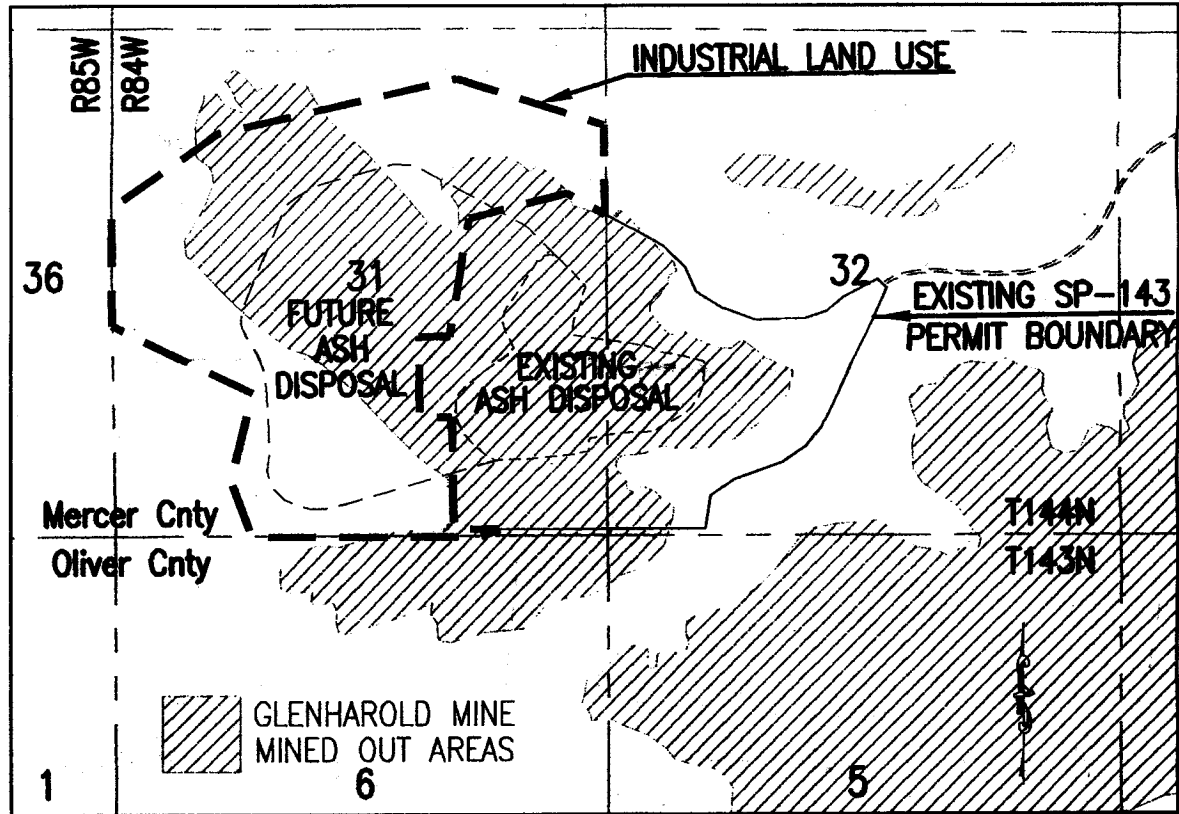 R85W
R84W
INDUSTRIAL LAND USE
36
31
32
FUTURE
ASH
DISPOSAL
EXISTING
ASH DISPOSAL
EXISTING SP-143
PERMIT BOUNDARY
Mercer Cnty
Oliver Cnty
T144N
T143N
GLENHAROLD MINE
MINED OUT AREAS
1
6
5